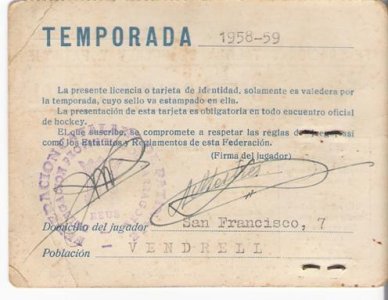 TEMPORADA 1958-59
La presente licencia o tarjeta de identidad, solamente es valedera por
la temporada, cuyo sello va estampado en ella.
La presentación de esta tarjeta es obligatoria en todo encuentro oficial
de hockey.
El que suscribe, se compromete a respetar las reglas de juego, así
como los Estatutos y Reglamentos de esta Federación.
(Firma del jugador)
REUS
Domicilio del jugador San Francisco, 7
Población - VENDRELL -